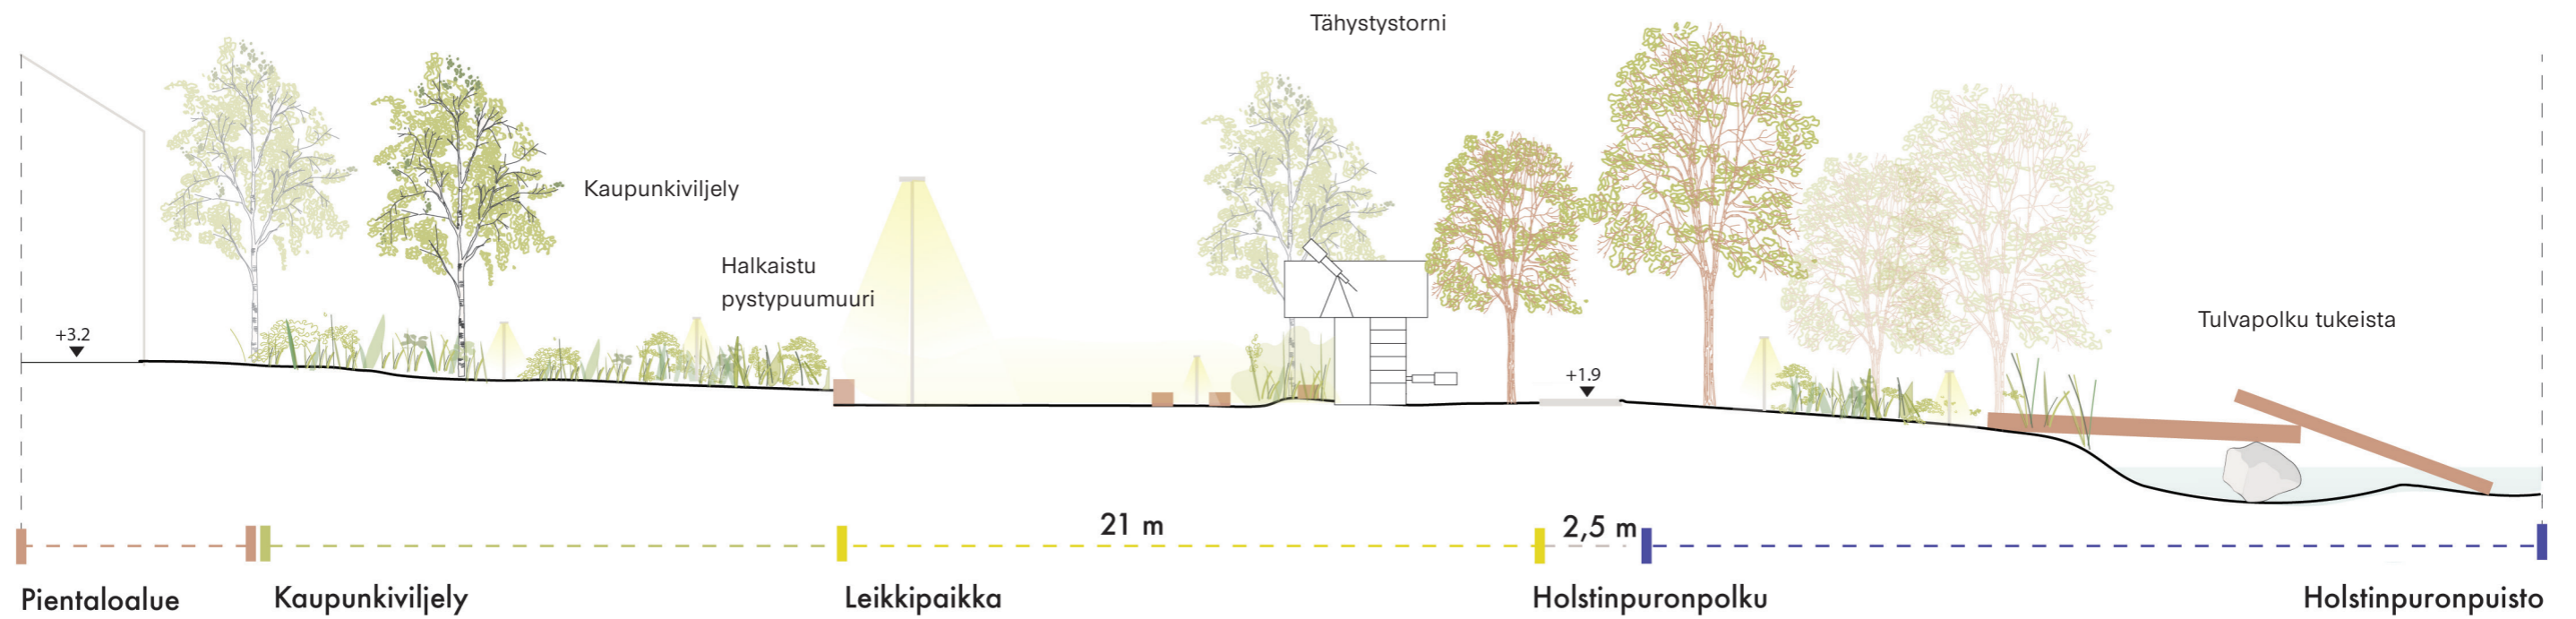 Tähystystorni
Kaupunkiviljely
Halkaistu
pystypuumuuri
Tulvapolku tukeista
+3.2
+1.9
21 m
2,5 m
Pientaloalue
Kaupunkiviljely
Leikkipaikka
Holstinpuronpolku
Holstinpuronpuisto